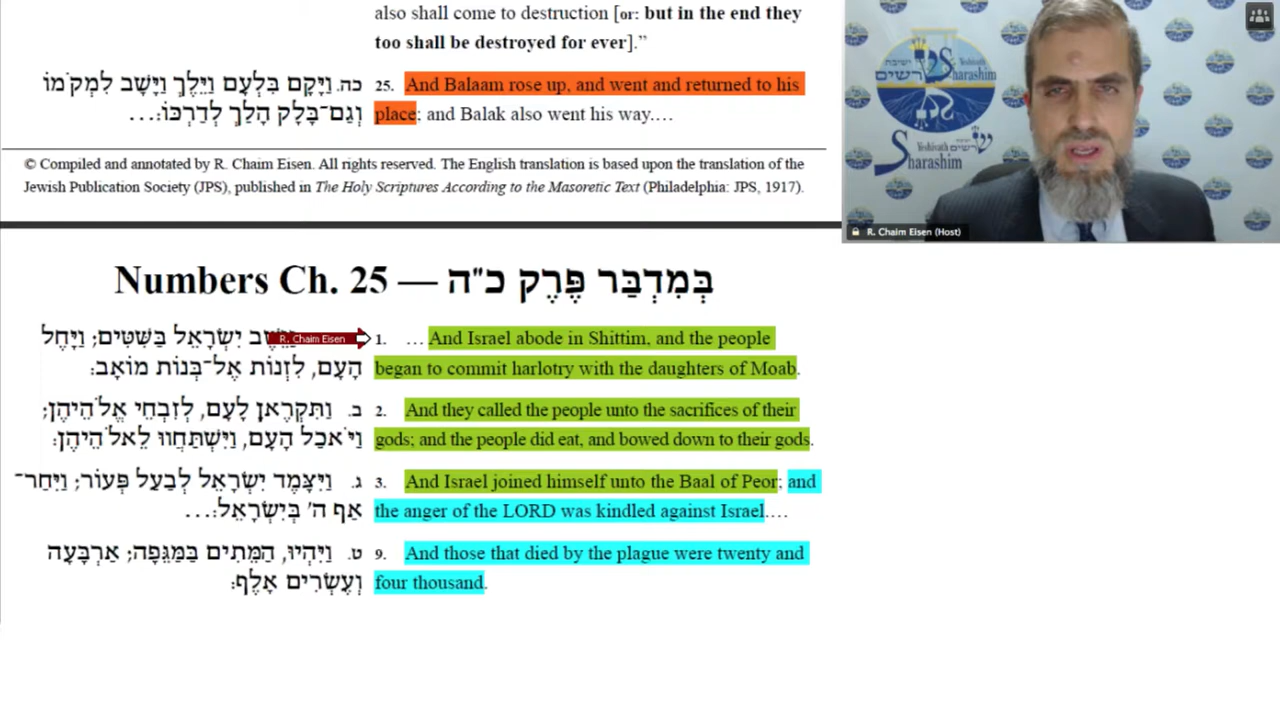 also shall come to destruction [or: but in the end they
too shall be destroyed for ever].”
כה. וַיָּקׇם בִּלְעָם וַיֵּלֶךְ וַיָּשׇׁב לִמְקֹמוֹ
וְגַם־בָּלָק הָלַךְ לְדַרְכּוֹ:…
25. And Balaam rose up, and went and returned to his
place; and Balak also went his way.…
© Compiled and annotated by R. Chaim Eisen. All rights reserved. The English translation is based upon the translation of the
Jewish Publication Society (JPS), published in The Holy Scriptures According to the Masoretic Text (Philadelphia: JPS, 1917).
Numbers Ch. 25 — בְּמִדְבַּר פֶּרֶק כ״ה
יִשְׂרָאֵל בַּשִּׁטִּים; וַיָּחֶל
הָעָם, לִזְנוֹת אֶל־בְּנוֹת מוֹאָב:
R. Chaim Eisen
1. … And Israel abode in Shittim, and the people
began to commit harlotry with the daughters of Moab.
ב. וַתִּקְרֶאןָ לָעָם, לְזִבְחֵי אֱלֹהֵיהֶן;
וַיֹּאכַל הָעָם, וַיִּשְׁתַּחֲווּ לֵאלֹהֵיהֶן:
2. And they called the people unto the sacrifices of their
gods; and the people did eat, and bowed down to their gods.
ג. וַיִּצָּמֶד יִשְׂרָאֵל לְבַעַל פְּעוֹר; וַיִּחַר־
אַף ה׳ בְּיִשְׂרָאֵל:…
3. And Israel joined himself unto the Baal of Peor; and
the anger of the LORD was kindled against Israel.…
ט. וַיִּהְיוּ, הַמֵּתִים בַּמַּגֵּפָה; אַרְבָּעָה
וְעֶשְׂרִים אָלֶף:
9. And those that died by the plague were twenty and
four thousand.
ישיבת
שרשים
Yeshivath
Sharashim
R. Chaim Eisen (Host)